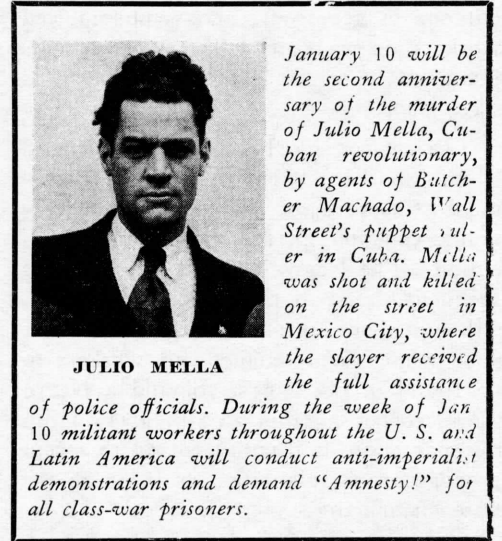 January 10 will be
the second anniver-
sary of the murder
of Julio Mella, Cu-
ban revolutionary,
by agents of Butch-
er Machado, Wall
Street's puppet rul-
er in Cuba. Mella
was shot and killed
on the street in
Mexico City, where
the slayer received
the full assistance
JULIO MELLA
of police officials. During the week of Jan
10 militant workers throughout the U. S. and
Latin America will conduct anti-imperialist
demonstrations and demand "Amnesty!" for
all class-war prisoners.